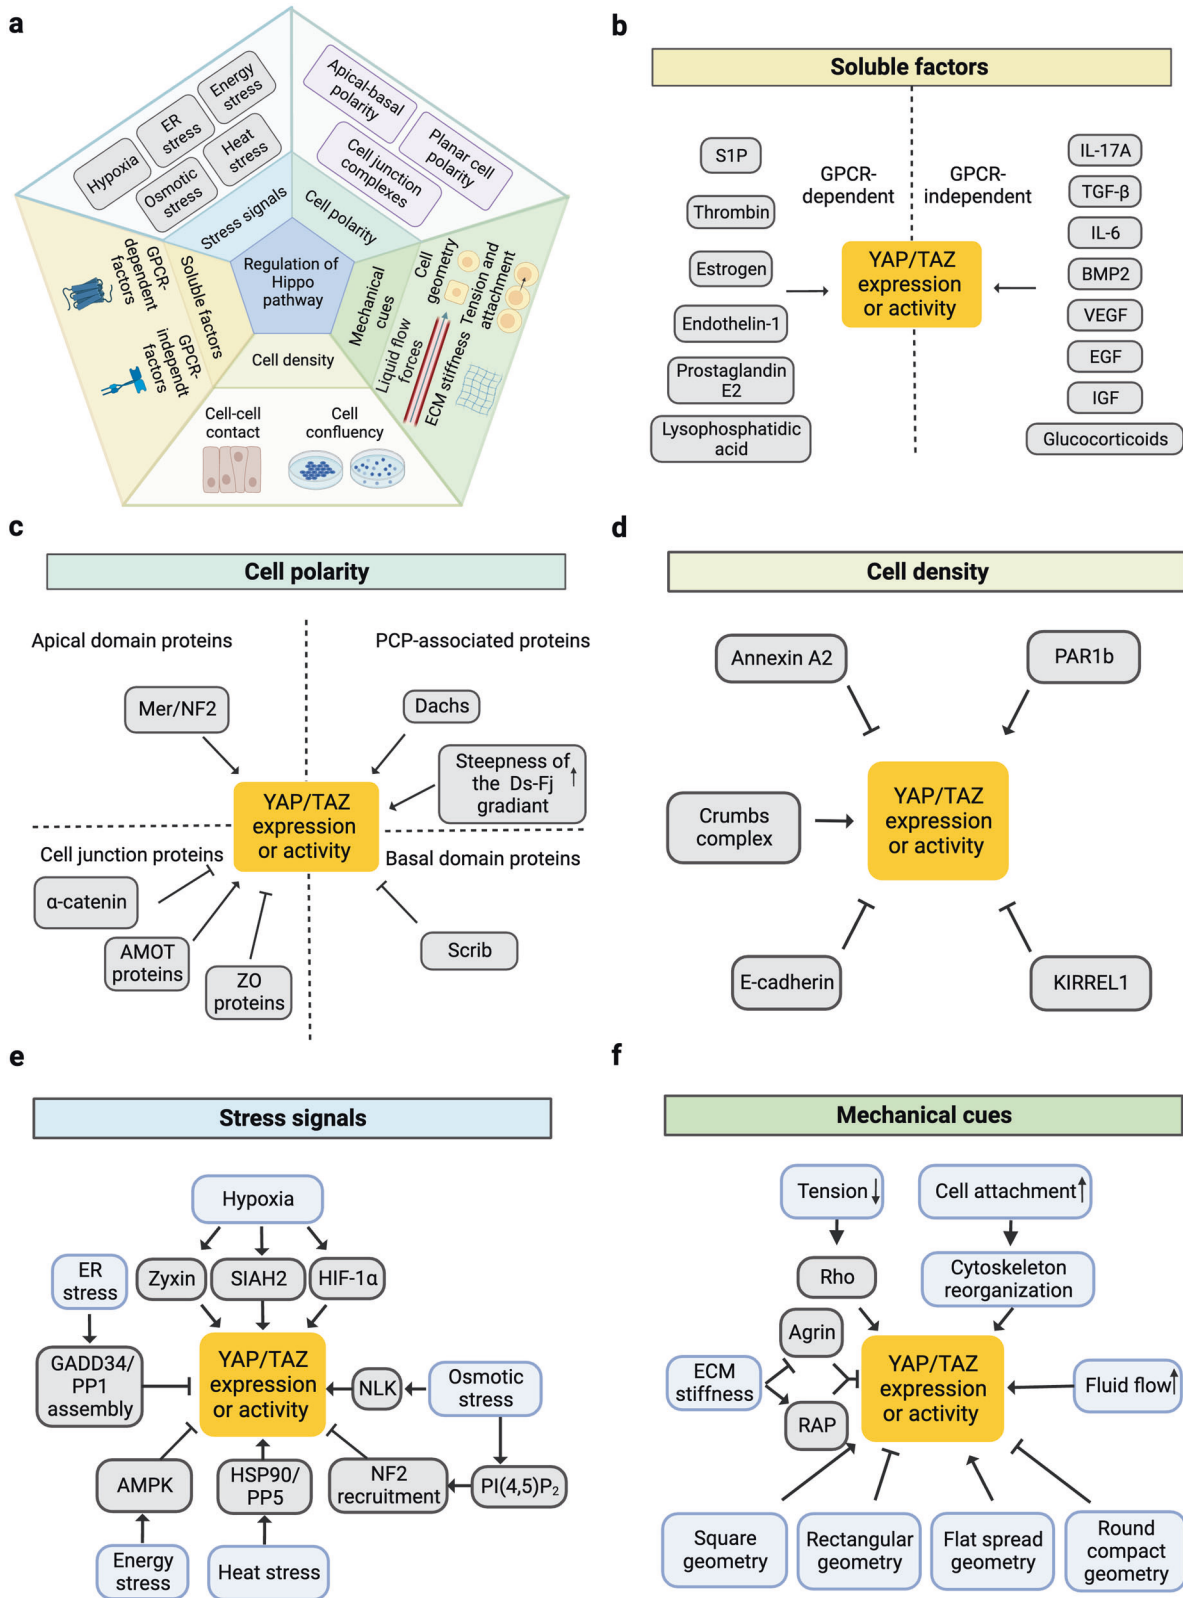 a
Energy
stress
ER
stress
Heat
stress
Hypoxia
Osmotic
stress
Apical-basal
polarity
Planar cell
polarity
Cell junction
complexes
Stress signals
Cell polarity
Regulation of
Hippo
pathway
Soluble factors
GPCR-
dependent
factors
GPCR-
independt
factors
Mechanical
cues
Cell
geometry
Tension and
attachment
Liquid flow
forces
ECM stiffness
Cell density
Cell-cell
contact
Cell
confluency
b
Soluble factors
GPCR-
dependent
GPCR-
independent
S1P
Thrombin
Estrogen
Endothelin-1
Prostaglandin
E2
Lysophosphatidic
acid
YAP/TAZ
expression
or activity
IL-17A
TGF-β
IL-6
BMP2
VEGF
EGF
IGF
Glucocorticoids
c
Cell polarity
Apical domain proteins
PCP-associated proteins
Mer/NF2
Dachs
Steepness of
the Ds-Fj
gradiant
YAP/TAZ
expression
or activity
Cell junction proteins
Basal domain proteins
α-catenin
AMOT
proteins
ZO
proteins
Scrib
d
Cell density
Annexin A2
PAR1b
Crumbs
complex
YAP/TAZ
expression
or activity
E-cadherin
KIRREL1
e
Stress signals
Hypoxia
ER
stress
Zyxin
SIAH2
HIF-1α
GADD34/
PP1
assembly
YAP/TAZ
expression
or activity
NLK
Osmotic
stress
AMPK
HSP90/
PP5
NF2
recruitment
PI(4,5)P₂
Energy
stress
Heat stress
f
Mechanical cues
Tension
Cell attachment
Rho
Cytoskeleton
reorganization
Agrin
ECM
stiffness
RAP
YAP/TAZ
expression
or activity
Fluid flow
Square
geometry
Rectangular
geometry
Flat spread
geometry
Round
compact
geometry